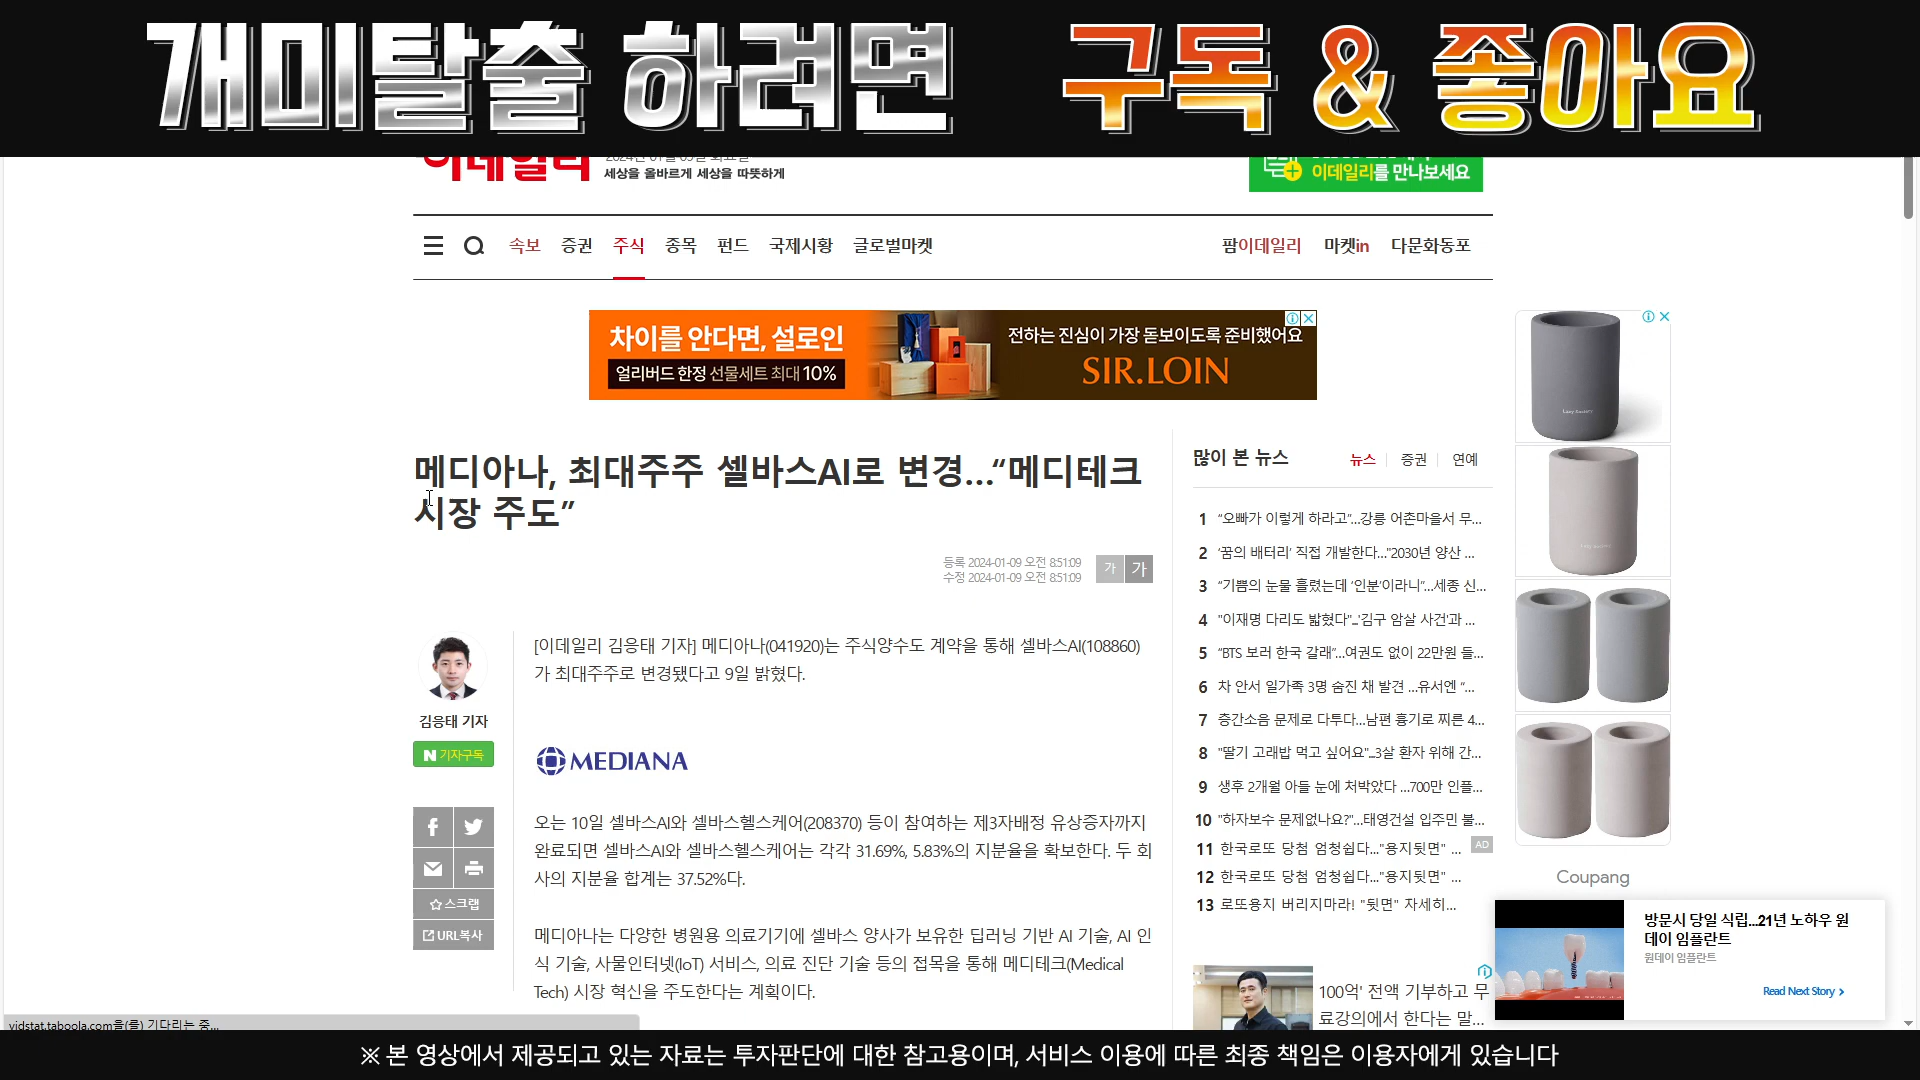 개미탈출 하려면 구독 & 좋아요
이데일리
세상을 올바르게 세상을 따뜻하게
이데일리를 만나보세요
속보 증권 주식 종목 펀드 국제시황 글로벌마켓
팜이데일리 마켓in 다문화동포
차이를 안다면, 설로인
얼리버드 한정 선물세트 최대 10%
전하는 진심이 가장 돋보이도록 준비했어요
SIR.LOIN
메디아나, 최대주주 셀바스AI로 변경…“메디테크
시장 주도”
등록 2024-01-09 오전 8:51:09
수정 2024-01-09 오전 8:51:09
가 가
김응태 기자
N 기자구독
스크랩
URL복사
[이데일리 김응태 기자] 메디아나(041920)는 주식양수도 계약을 통해 셀바스AI(108860)
가 최대주주로 변경됐다고 9일 밝혔다.
MEDIANA
오는 10일 셀바스AI와 셀바스헬스케어(208370) 등이 참여하는 제3자배정 유상증자까지
완료되면 셀바스AI와 셀바스헬스케어는 각각 31.69%, 5.83%의 지분율을 확보한다. 두 회
사의 지분율 합계는 37.52%다.
메디아나는 다양한 병원용 의료기기에 셀바스 양사가 보유한 딥러닝 기반 AI 기술, AI 인
식 기술, 사물인터넷(IoT) 서비스, 의료 진단 기술 등의 접목을 통해 메디테크(Medical
Tech) 시장 혁신을 주도한다는 계획이다.
많이 본 뉴스
뉴스 증권 연예
1 “오빠가 이렇게 하라고”…강릉 어촌마을서 무...
2 ‘꿈의 배터리’ 직접 개발한다…"2030년 양산 ...
3 “기쁨의 눈물 흘렸는데 ‘인분’이라니”…세종 신...
4 "이재명 다리도 밟혔다"…'김구 암살 사건'과 ...
5 “BTS 보러 한국 갈래”…여권도 없이 22만원 들...
6 차 안서 일가족 3명 숨진 채 발견 …유서엔 “...
7 층간소음 문제로 다투다…남편 흉기로 찌른 4...
8 "딸기 고래밥 먹고 싶어요"…3살 환자 위해 간...
9 생후 2개월 아들 눈에 처박았다 …700만 인플...
10 "하자보수 문제없나요?"…태영건설 입주민 불...
11 한국로또 당첨 엄청쉽다..."용지뒷면" ...
AD
12 한국로또 당첨 엄청쉽다..."용지뒷면" ...
13 로또용지 버리지마라! "뒷면" 자세히...
100억' 전액 기부하고 무
료강의에서 한다는 말...
Coupang
방문시 당일 식립...21년 노하우 원
데이 임플란트
원데이 임플란트
Read Next Story
vidstat.taboola.com을(를) 기다리는 중...
※ 본 영상에서 제공되고 있는 자료는 투자판단에 대한 참고용이며, 서비스 이용에 따른 최종 책임은 이용자에게 있습니다